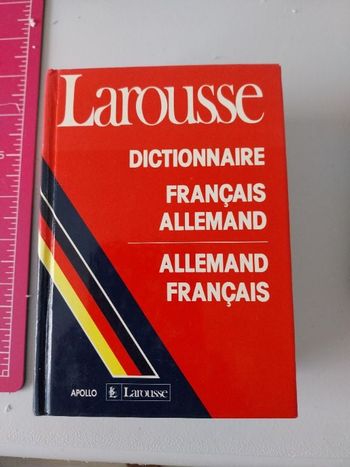 Larousse
DICTIONNAIRE
FRANÇAIS
ALLEMAND
ALLEMAND
FRANÇAIS
APOLLO Larousse